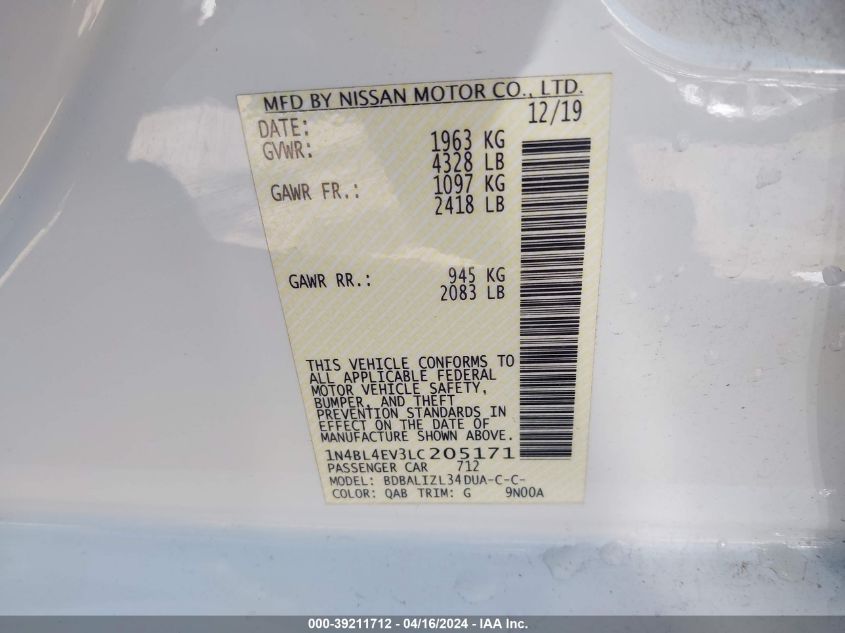 MFD BY NISSAN MOTOR CO., LTD.
DATE: 12/19
GVWR: 1963 KG
4328 LB
GAWR FR.: 1097 KG
2418 LB
GAWR RR.: 945 KG
2083 LB
THIS VEHICLE CONFORMS TO
ALL APPLICABLE FEDERAL
MOTOR VEHICLE SAFETY,
BUMPER, AND THEFT
PREVENTION STANDARDS IN
EFFECT ON THE DATE OF
MANUFACTURE SHOWN ABOVE.
1N4BL4EV3LC205171
PASSENGER CAR 712
MODEL: BDBALIZL34DUA-C-C-
COLOR: QAB TRIM: G 9N00A
000-39211712 - 04/16/2024 - IAA Inc.